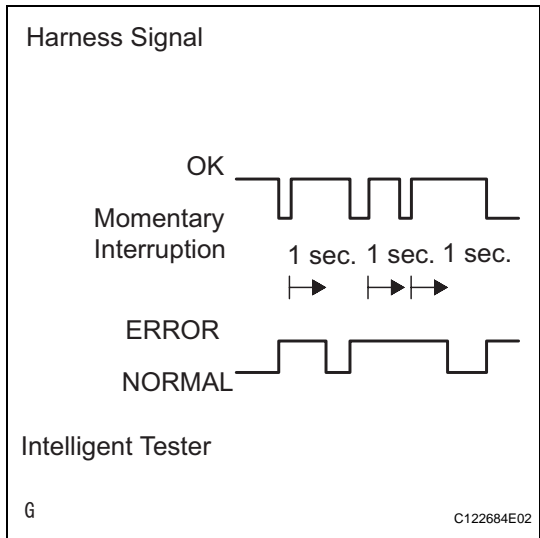 Harness Signal
OK
Momentary
Interruption
1 sec. 1 sec. 1 sec.
ERROR
NORMAL
Intelligent Tester
G
C122684E02